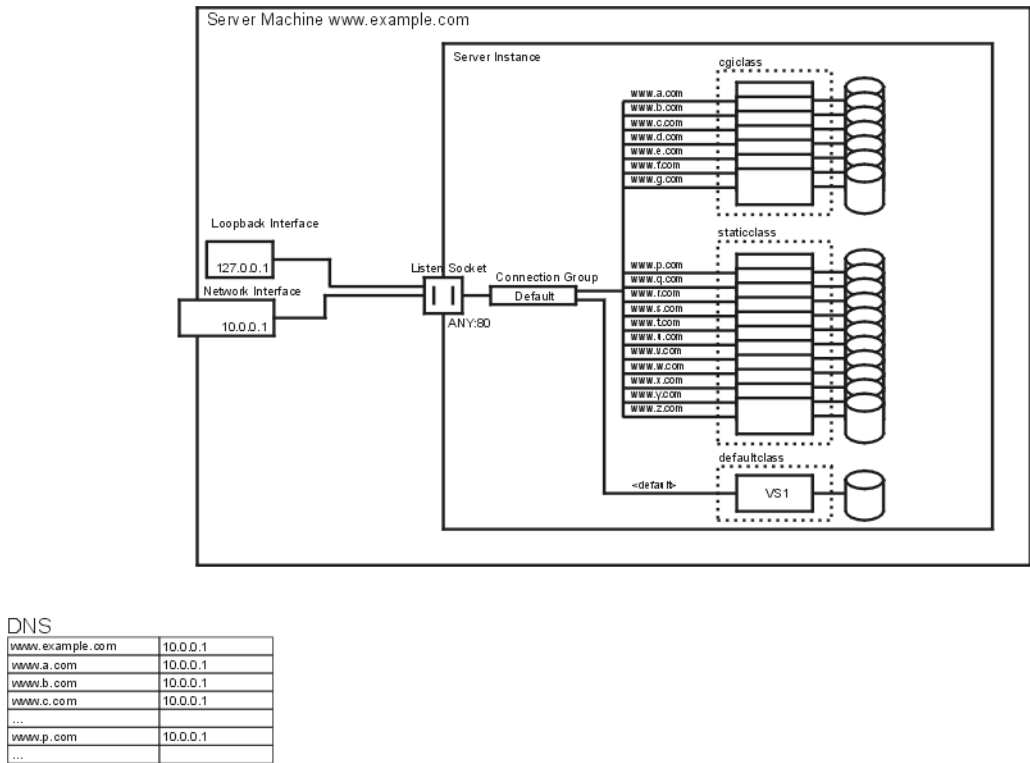 Server Machine www.example.com
Server Instance
cgiclass
www.a.com
www.b.com
www.c.com
www.d.com
www.e.com
www.f.com
www.g.com
Loopback Interface
127.0.0.1
Network Interface
10.0.0.1
Listen Socket
ANY:80
Connection Group
Default
staticclass
www.p.com
www.q.com
www.r.com
www.s.com
www.t.com
www.u.com
www.v.com
www.w.com
www.x.com
www.y.com
www.z.com
defaultclass
<default>
VS1
DNS
www.example.com 10.0.0.1
www.a.com 10.0.0.1
www.b.com 10.0.0.1
www.c.com 10.0.0.1
...
www.p.com 10.0.0.1
...